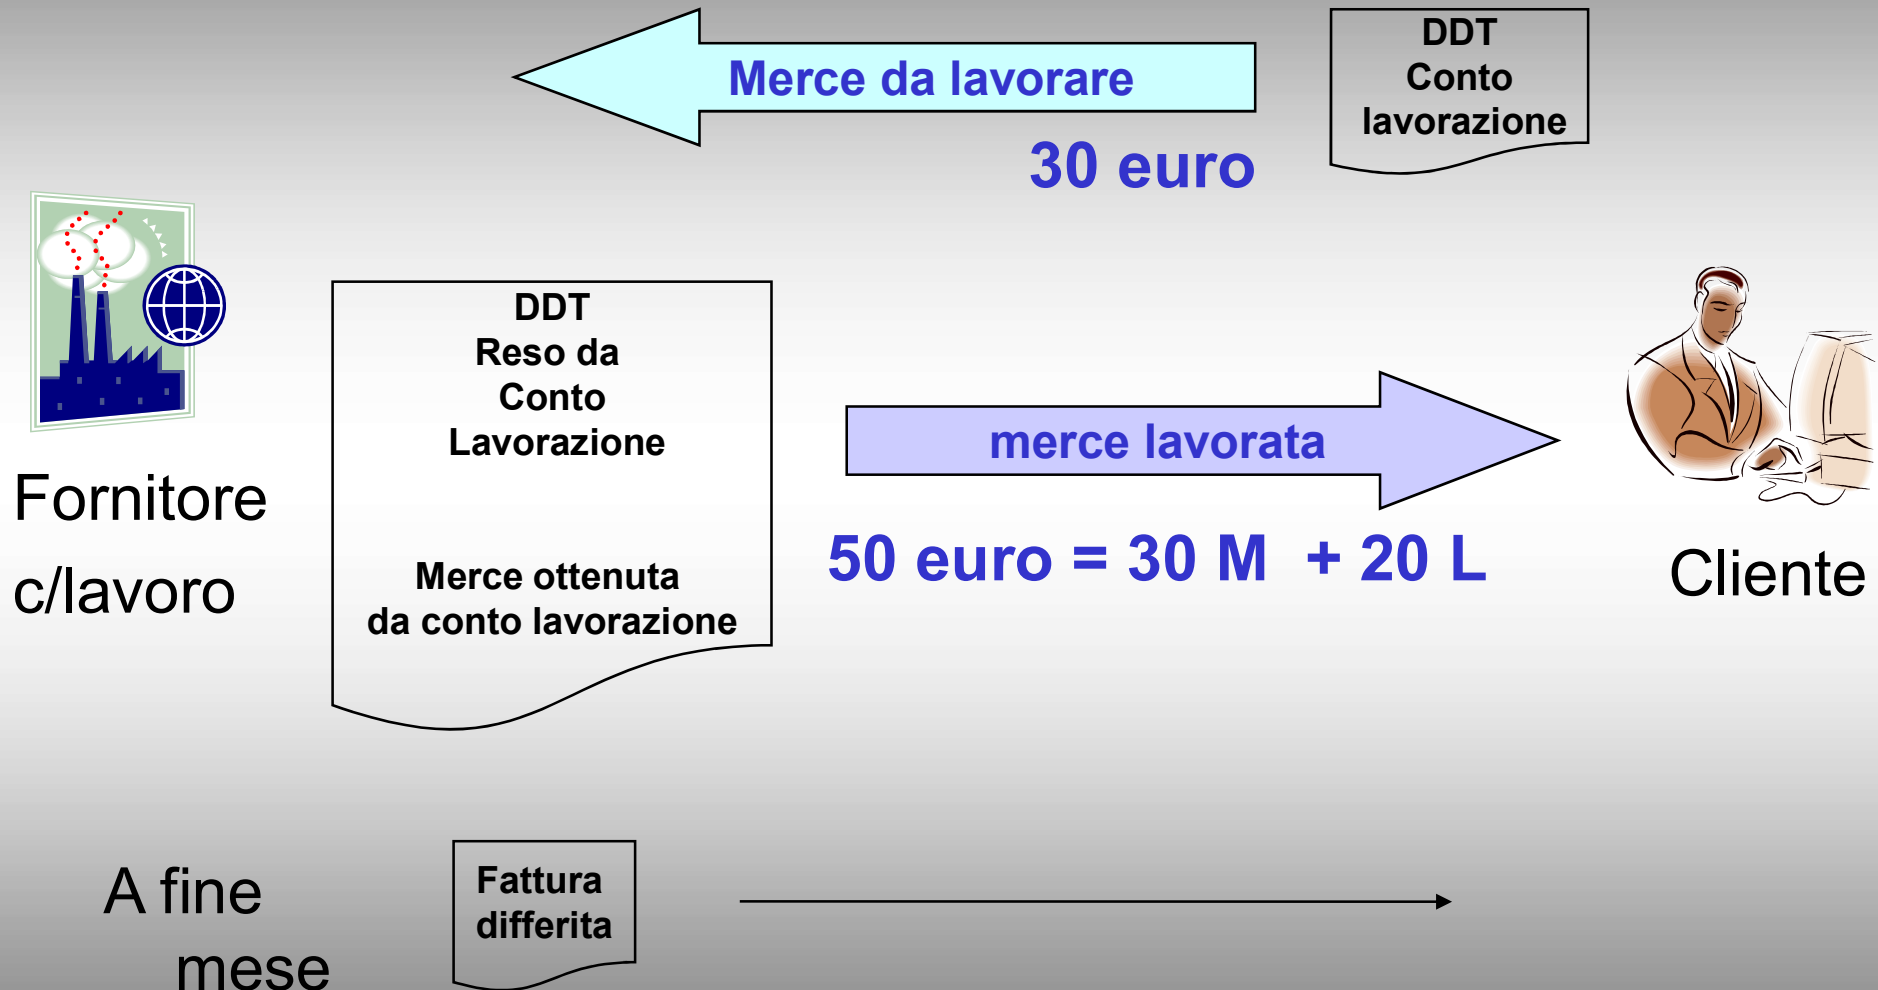 Merce da lavorare
DDT
Conto
lavorazione
30 euro
DDT
Reso da
Conto
Lavorazione
Merce ottenuta
da conto lavorazione
merce lavorata
50 euro = 30 M + 20 L
Fornitore
c/lavoro
Cliente
A fine
mese
Fattura
differita